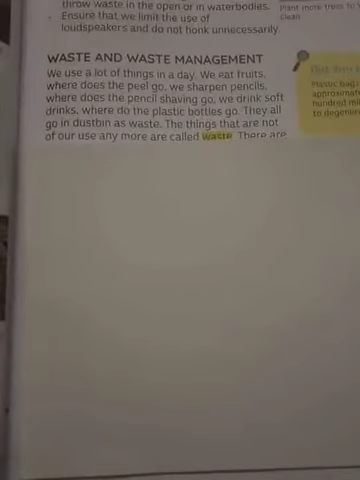 throw waste in the open or in waterbodies.
Ensure that we limit the use of
loudspeakers and do not honk unnecessarily
Plant more trees to
clean
WASTE AND WASTE MANAGEMENT
We use a lot of things in a day. We eat fruits,
where does the peel go, we sharpen pencils,
where does the pencil shaving go, we drink soft
drinks, where do the plastic bottles go. They all
go in dustbin as waste. The things that are not
of our use any more are called waste. There are
Plastic bag
approximate
hundred mil
to degener